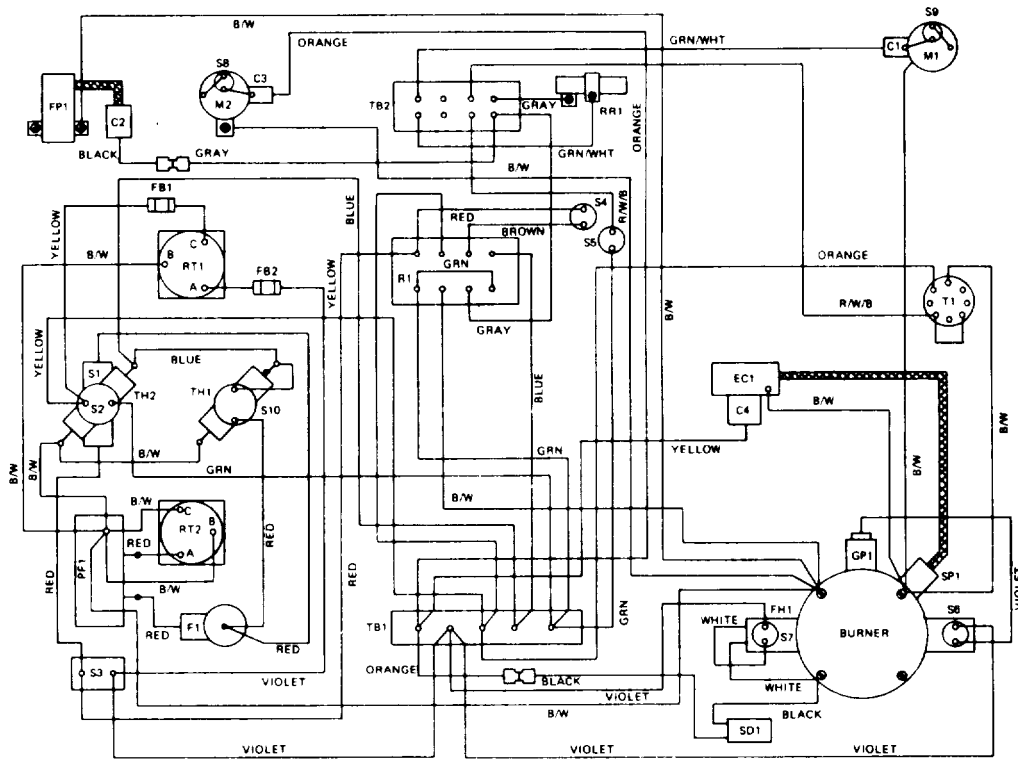 S9
B/W
ORANGE
GRN/WHT
C1
M1
S8
C3
M2
FP1
C2
TB2
GRAY
RR1
ORANGE
BLACK
GRAY
GRN/WHT
B/W
FB1
BLUE
RED
S4
R/W/B
YELLOW
BROWN
S5
C
B
B/W
RT1
A
FB2
YELLOW
GRN
R1
ORANGE
B/W
R/W/B
T1
GRAY
YELLOW
BLUE
S1
TH2
TH1
S2
S10
BLUE
EC1
C4
B/W
B/W
YELLOW
B/W
B/W
B/W
B/W
GRN
GRN
B/W
B/W
C
B
RT2
RED
A
RED
PF1
B/W
RED
RED
GP1
SP1
VIOLET
RED
F1
RED
TB1
GRN
FH1
WHITE
S7
BURNER
S6
S3
VIOLET
ORANGE
BLACK
VIOLET
WHITE
B/W
BLACK
SD1
VIOLET
VIOLET
VIOLET